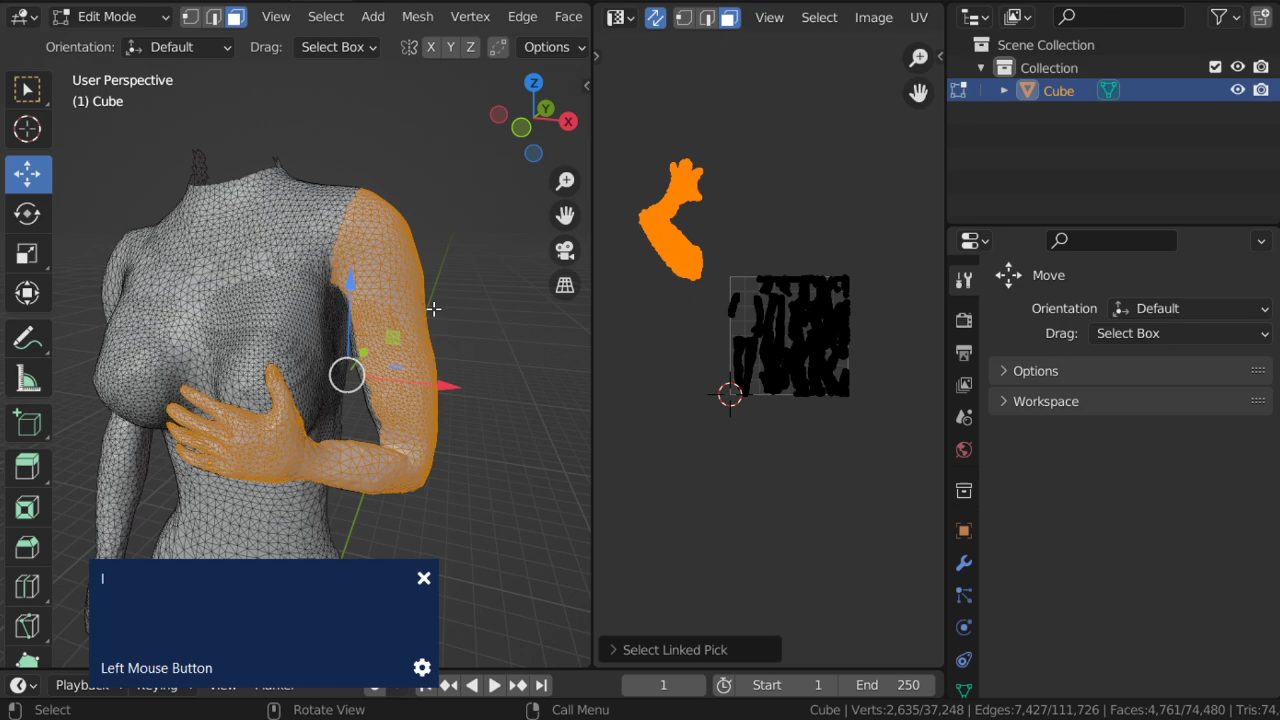 Edit Mode View Select Add Mesh Vertex Edge Face
View Select Image UV
Orientation: Default Drag: Select Box X Y Z Options
User Perspective
(1) Cube
Z
Y
X
Scene Collection
Collection
Cube
Move
Orientation Default
Drag: Select Box
Options
Workspace
I
Left Mouse Button
Select Linked Pick
Playback Keying View Marker 1 Start 1 End 250
Select Rotate View Call Menu Cube | Verts:2,635/37,248 | Edges:7,427/111,726 | Faces:4,761/74,480 | Tris:74,